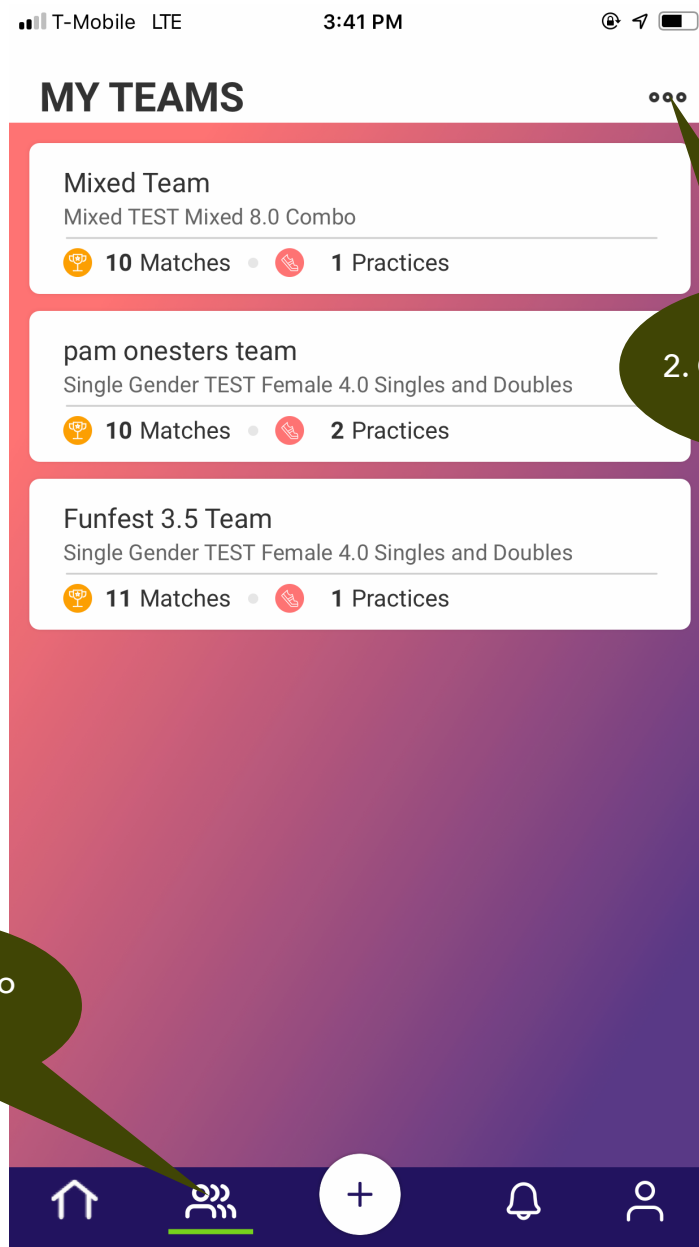 T-Mobile LTE 3:41 PM
MY TEAMS
Mixed Team
Mixed TEST Mixed 8.0 Combo
10 Matches 1 Practices
pam onesters team
2.
Single Gender TEST Female 4.0 Singles and Doubles
10 Matches 2 Practices
Funfest 3.5 Team
Single Gender TEST Female 4.0 Singles and Doubles
11 Matches 1 Practices